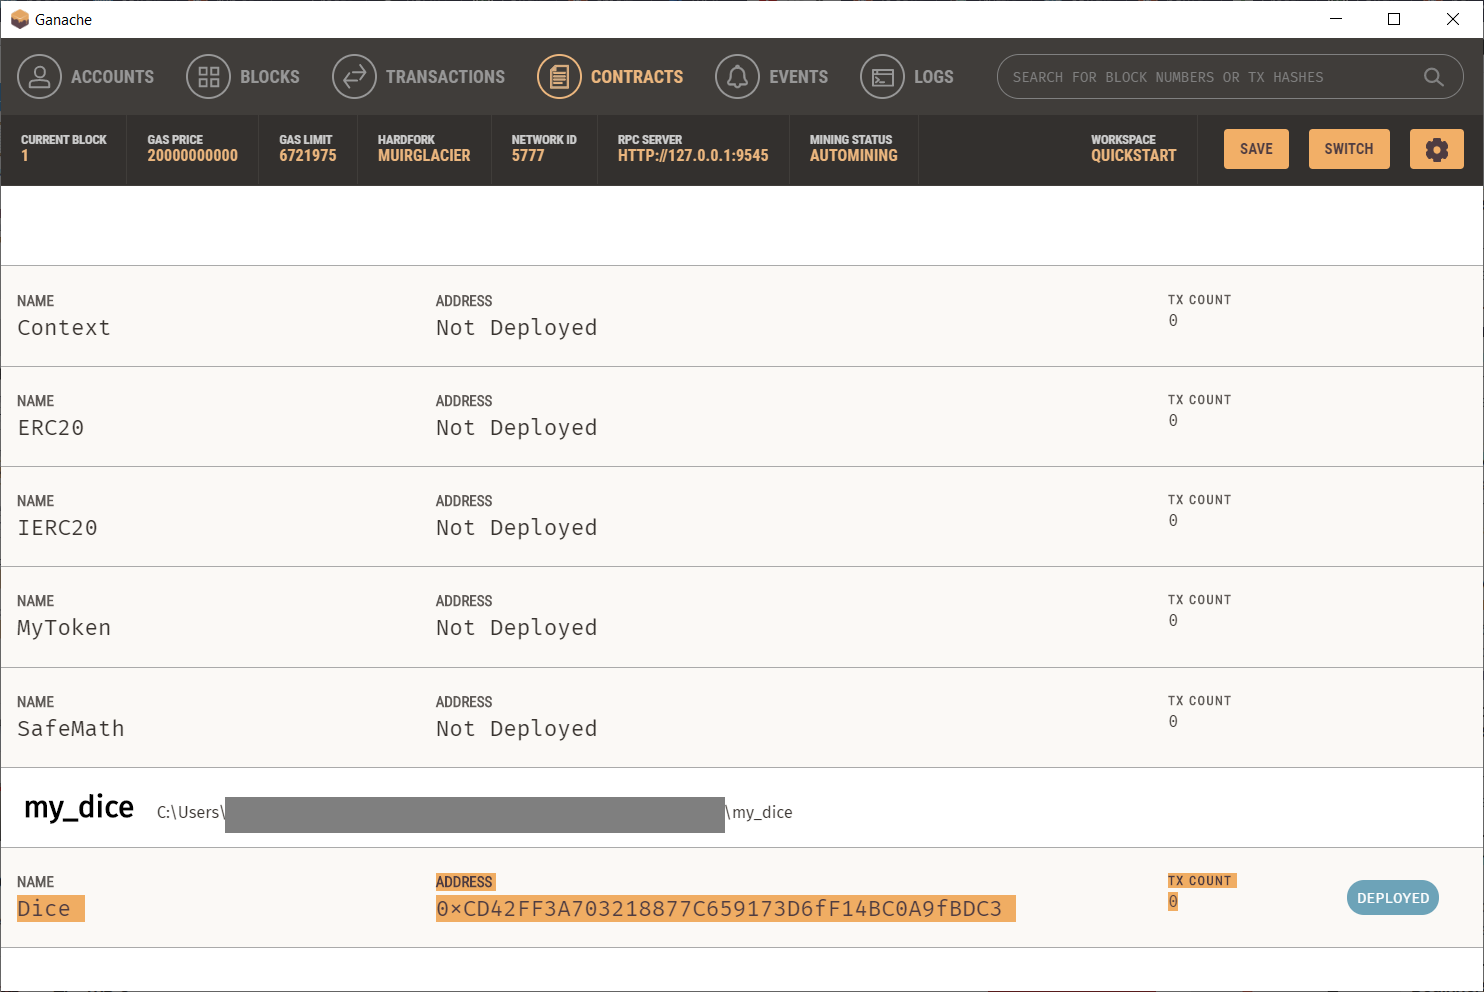 Ganache
ACCOUNTS BLOCKS TRANSACTIONS CONTRACTS EVENTS LOGS SEARCH FOR BLOCK NUMBERS OR TX HASHES
CURRENT BLOCK GAS PRICE GAS LIMIT HARDFORK NETWORK ID RPC SERVER MINING STATUS WORKSPACE
1 20000000000 6721975 MUIRGLACIER 5777 HTTP://127.0.0.1:9545 AUTOMINING QUICKSTART SAVE SWITCH
NAME ADDRESS TX COUNT
Context Not Deployed 0
NAME ADDRESS TX COUNT
ERC20 Not Deployed 0
NAME ADDRESS TX COUNT
IERC20 Not Deployed 0
NAME ADDRESS TX COUNT
MyToken Not Deployed 0
NAME ADDRESS TX COUNT
SafeMath Not Deployed 0
my_dice C:\Users\ \my_dice
NAME ADDRESS TX COUNT
Dice 0×CD42FF3A703218877C659173D6fF14BC0A9fBDC3 0 DEPLOYED